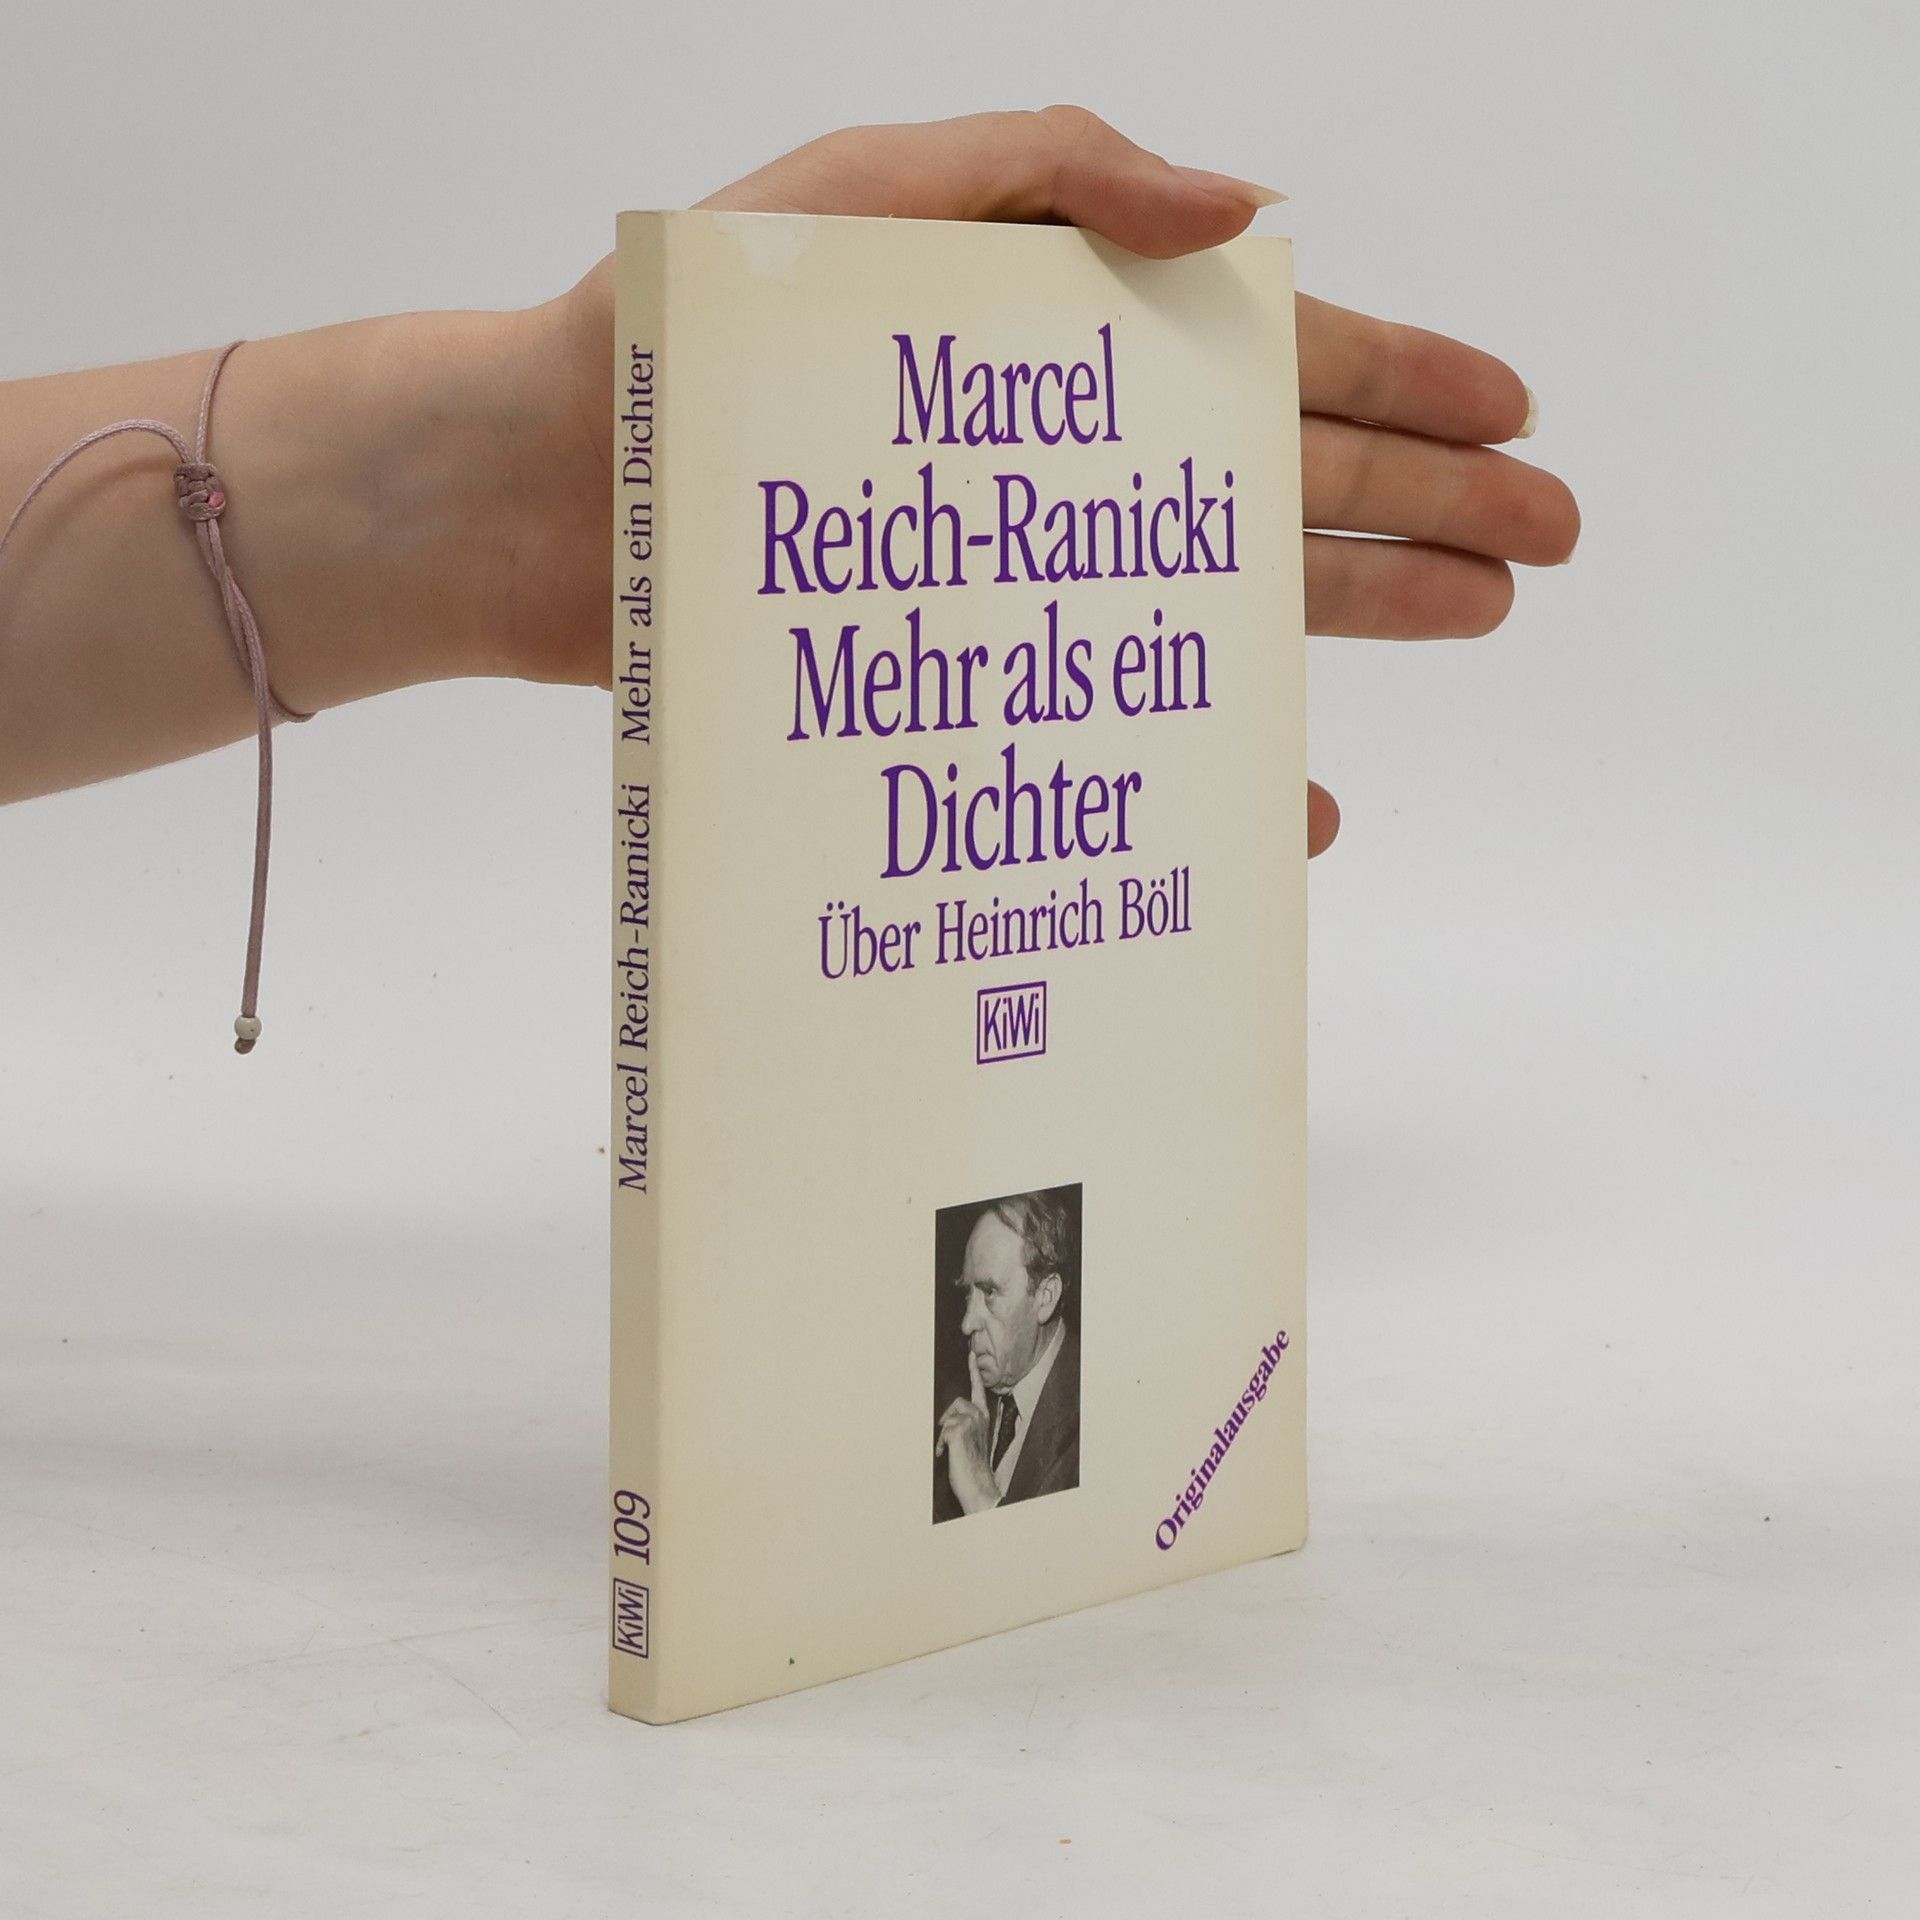 Marcel
Reich-Ranicki
Mehr als ein
Dichter
Über Heinrich Böll
KiWi
Originalausgabe
Marcel Reich-Ranicki Mehr als ein Dichter
KiWi 109